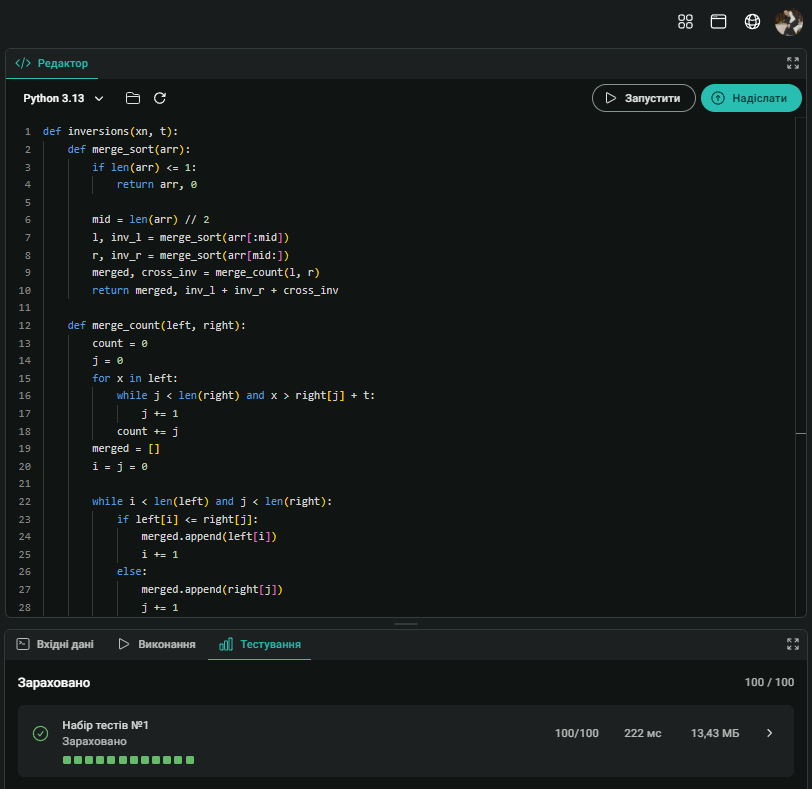 </> Редактор
Python 3.13
Запустити
Надіслати
1 def inversions(xn, t):
2     def merge_sort(arr):
3         if len(arr) <= 1:
4             return arr, 0
5
6         mid = len(arr) // 2
7         l, inv_l = merge_sort(arr[:mid])
8         r, inv_r = merge_sort(arr[mid:])
9         merged, cross_inv = merge_count(l, r)
10         return merged, inv_l + inv_r + cross_inv
11
12     def merge_count(left, right):
13         count = 0
14         j = 0
15         for x in left:
16             while j < len(right) and x > right[j] + t:
17                 j += 1
18             count += j
19         merged = []
20         i = j = 0
21
22         while i < len(left) and j < len(right):
23             if left[i] <= right[j]:
24                 merged.append(left[i])
25                 i += 1
26             else:
27                 merged.append(right[j])
28                 j += 1
Вхідні дані
Виконання
Тестування
Зараховано
100 / 100
Набір тестів №1
Зараховано
100/100
222 мс
13,43 МБ